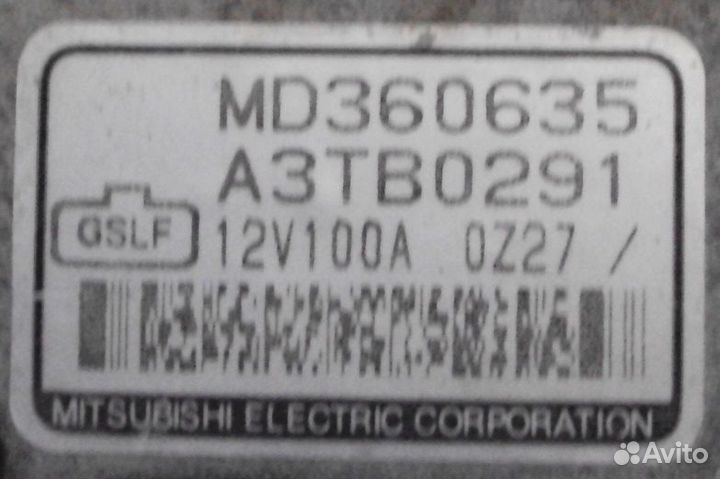 MD360635
A3TB0291
GSLF 12V100A 0Z27 /
MITSUBISHI ELECTRIC CORPORATION
Avito